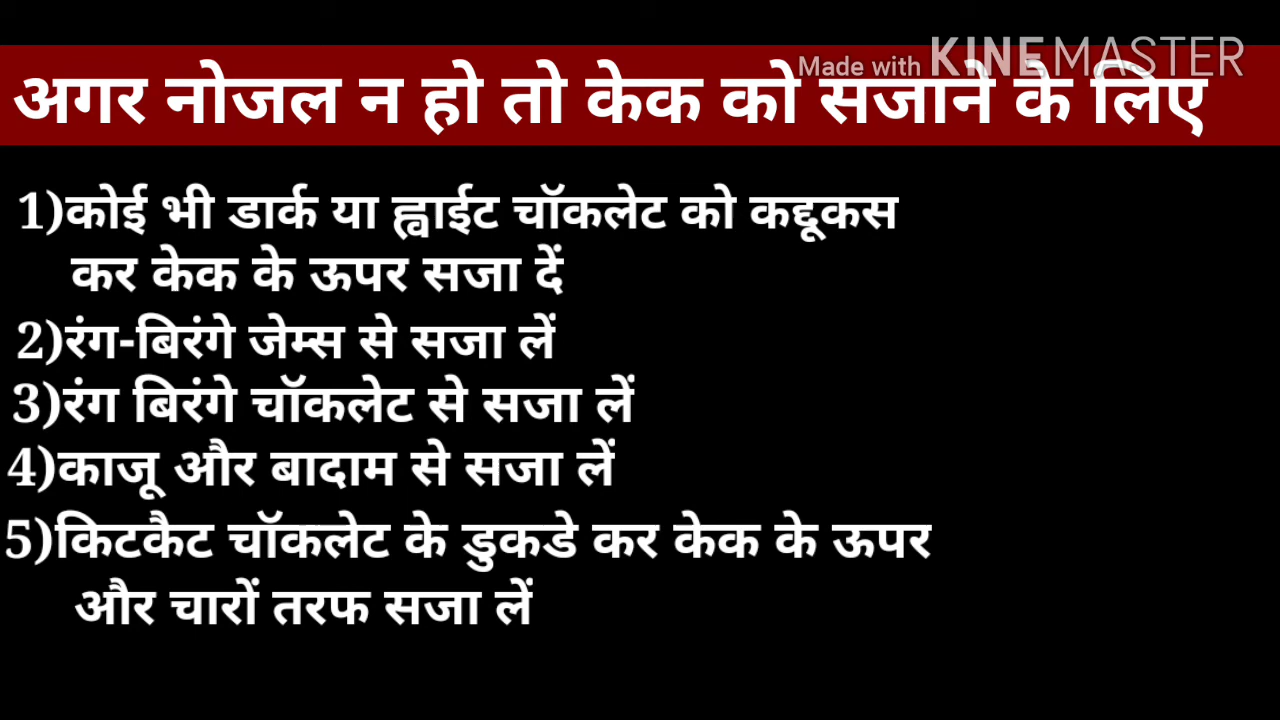 Made with KINEMASTER
अगर नोजल न हो तो केक को सजाने के लिए
1)कोई भी डार्क या ह्वाईट चॉकलेट को कद्दूकस
कर केक के ऊपर सजा दें
2)रंग-बिरंगे जेम्स से सजा लें
3)रंग बिरंगे चॉकलेट से सजा लें
4)काजू और बादाम से सजा लें
5)किटकैट चॉकलेट के डुकडे कर केक के ऊपर
और चारों तरफ सजा लें